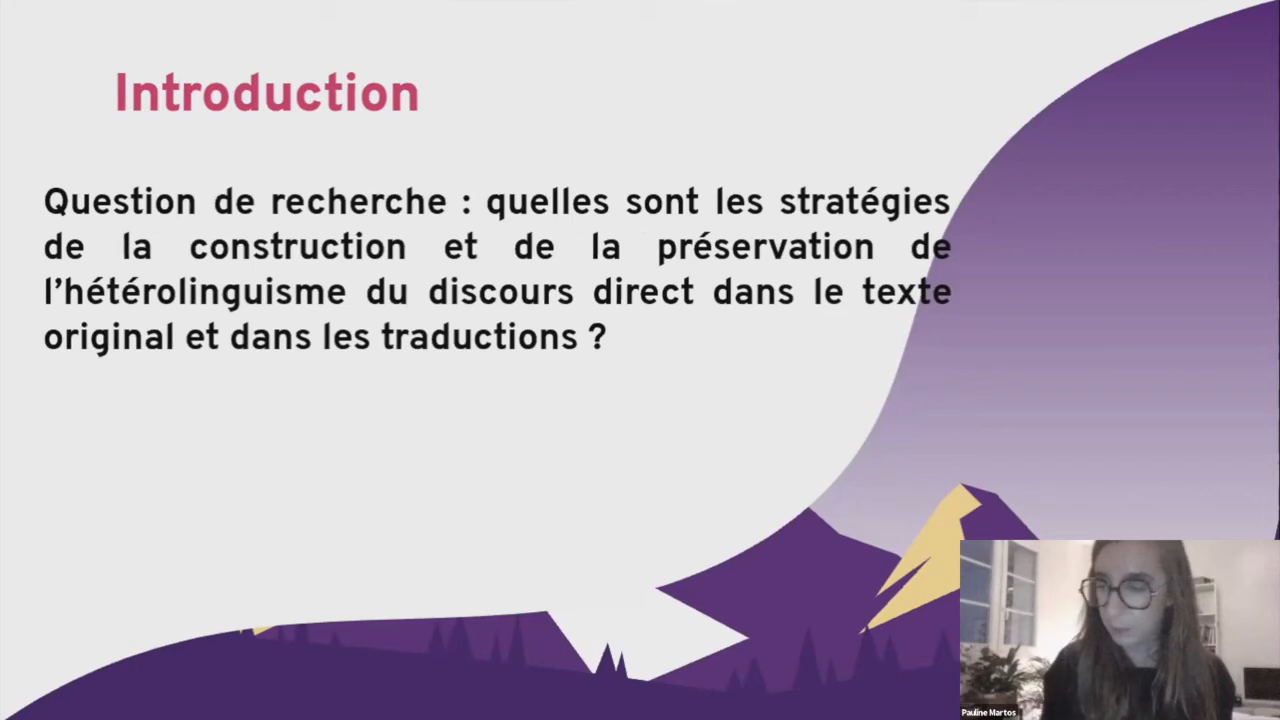 Introduction
Question de recherche : quelles sont les stratégies
de la construction et de la préservation de
l’hétérolinguisme du discours direct dans le texte
original et dans les traductions ?
Pauline Martos